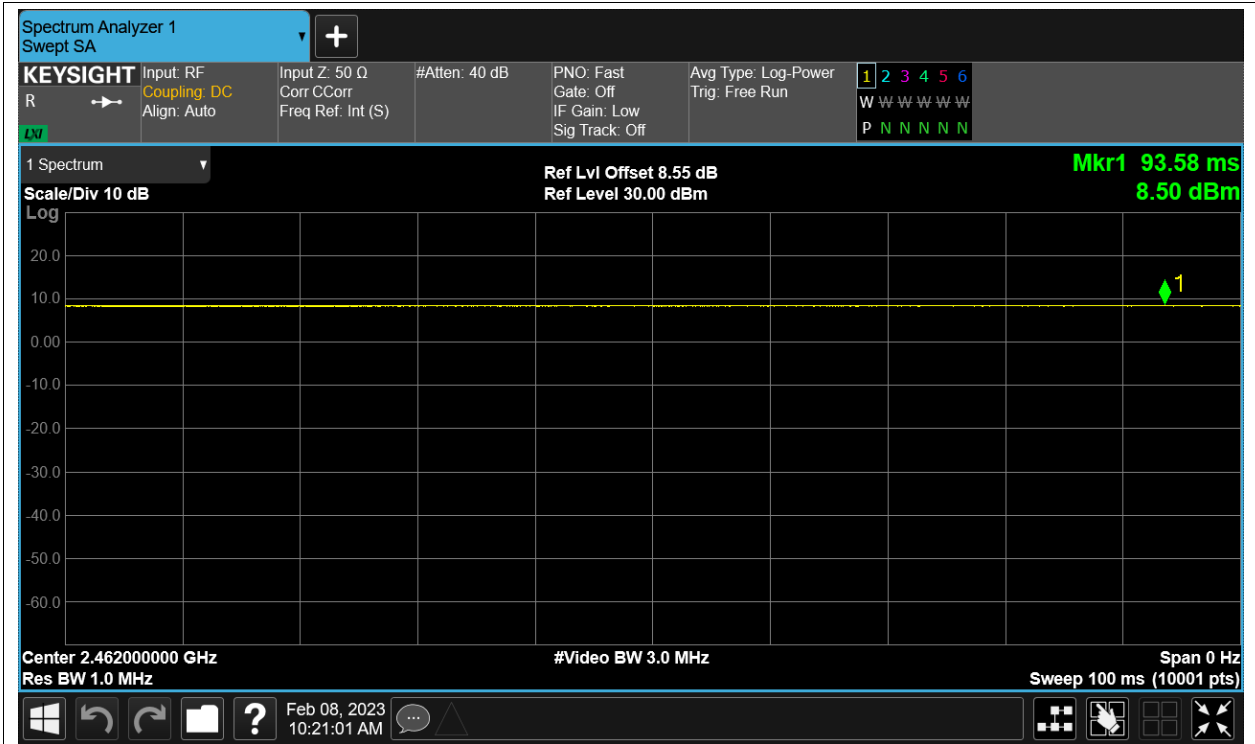 Spectrum Analyzer 1
Swept SA
KEYSIGHT
R
LXI
Input: RF
Coupling: DC
Align: Auto
Input Z: 50 Ω
Corr CCorr
Freq Ref: Int (S)
#Atten: 40 dB
PNO: Fast
Gate: Off
IF Gain: Low
Sig Track: Off
Avg Type: Log-Power
Trig: Free Run
1 2 3 4 5 6
W W W W W W
P N N N N N
1 Spectrum
Scale/Div 10 dB
Ref Lvl Offset 8.55 dB
Ref Level 30.00 dBm
Mkr1 93.58 ms
8.50 dBm
Log
20.0
10.0
0.00
-10.0
-20.0
-30.0
-40.0
-50.0
-60.0
1
Center 2.462000000 GHz
#Video BW 3.0 MHz
Span 0 Hz
Res BW 1.0 MHz
Sweep 100 ms (10001 pts)
?
Feb 08, 2023
10:21:01 AM